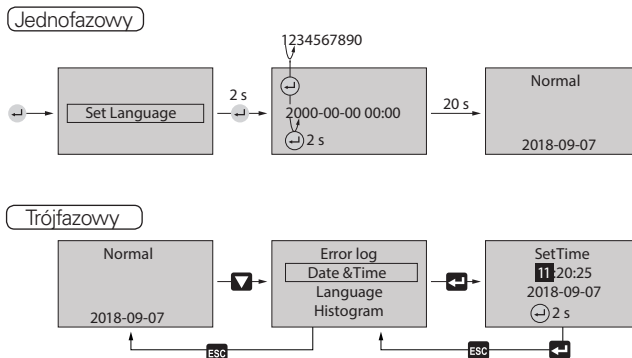 Jednofazowy
1234567890
Set Language
2 s
2000-00-00 00:00
2 s
20 s
Normal
2018-09-07
Trójfazowy
Normal
2018-09-07
Error log
Date &Time
Language
Histogram
SetTime
11:20:25
2018-09-07
2 s
ESC
ESC